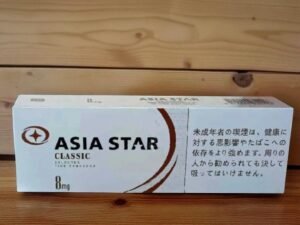 8mg
ASIA STAR
CLASSIC
SELECTED
8mg
未成年者の喫煙は、健康に
対する悪影響やたばこへの
依存をより強めます。周りの
人から勧められても決して
吸ってはいけません。